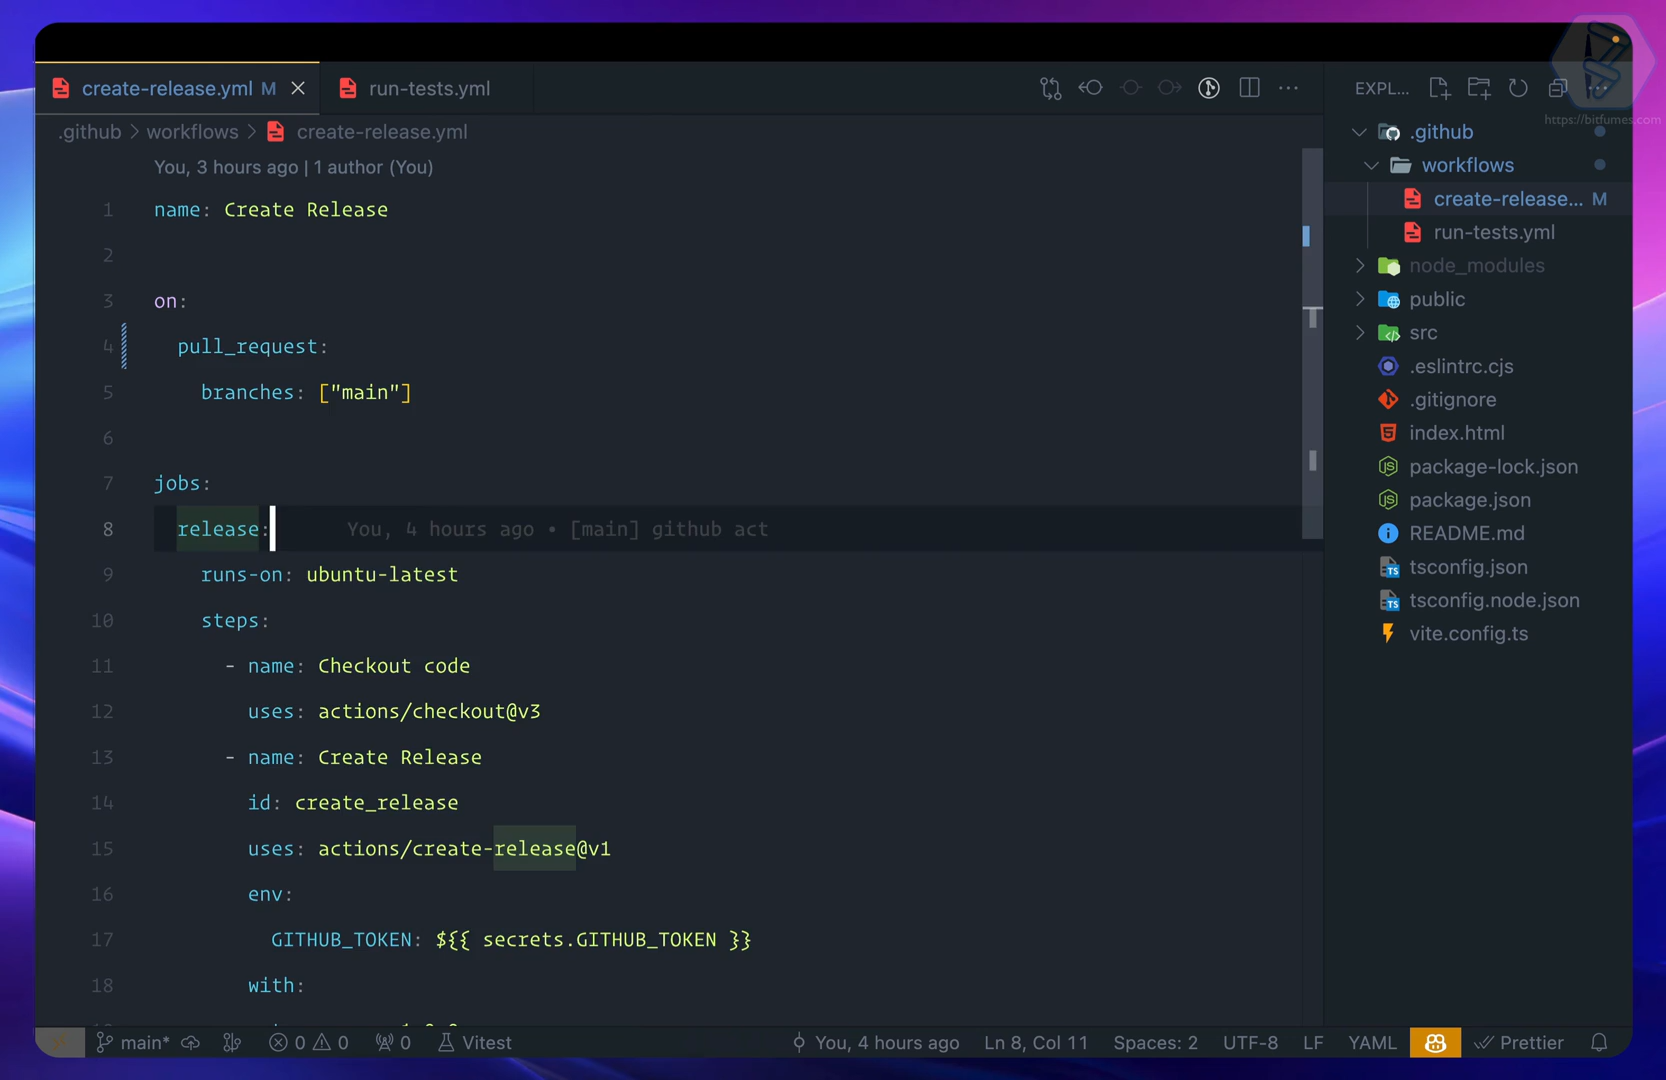 create-release.yml M
run-tests.yml
EXPL...
https://bitfumes.com
.github > workflows > create-release.yml
You, 3 hours ago | 1 author (You)
1 name: Create Release
2
3 on:
4 pull_request:
5 branches: ["main"]
6
7 jobs:
8 release: You, 4 hours ago • [main] github act
9 runs-on: ubuntu-latest
10 steps:
11 - name: Checkout code
12 uses: actions/checkout@v3
13 - name: Create Release
14 id: create_release
15 uses: actions/create-release@v1
16 env:
17 GITHUB_TOKEN: ${{ secrets.GITHUB_TOKEN }}
18 with:
.github
workflows
create-release... M
run-tests.yml
node_modules
public
src
.eslintrc.cjs
.gitignore
index.html
package-lock.json
package.json
README.md
tsconfig.json
tsconfig.node.json
vite.config.ts
main* 0 0 0 Vitest You, 4 hours ago Ln 8, Col 11 Spaces: 2 UTF-8 LF YAML Prettier